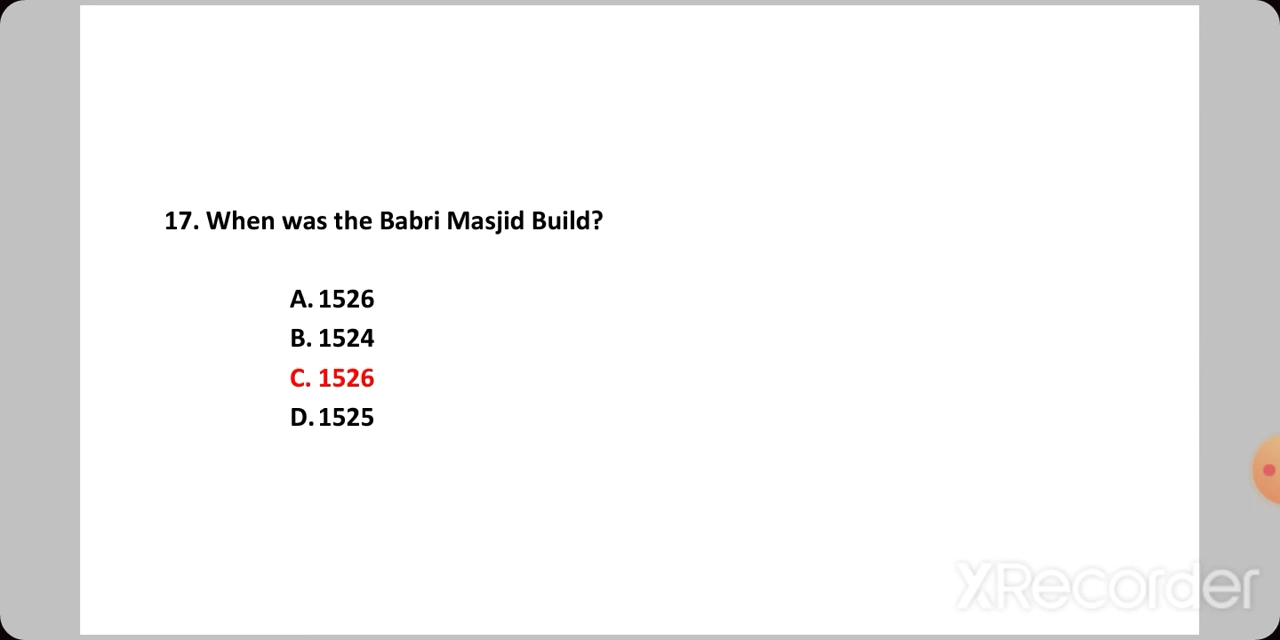 17. When was the Babri Masjid Build?
A. 1526
B. 1524
C. 1526
D. 1525
XRecorder